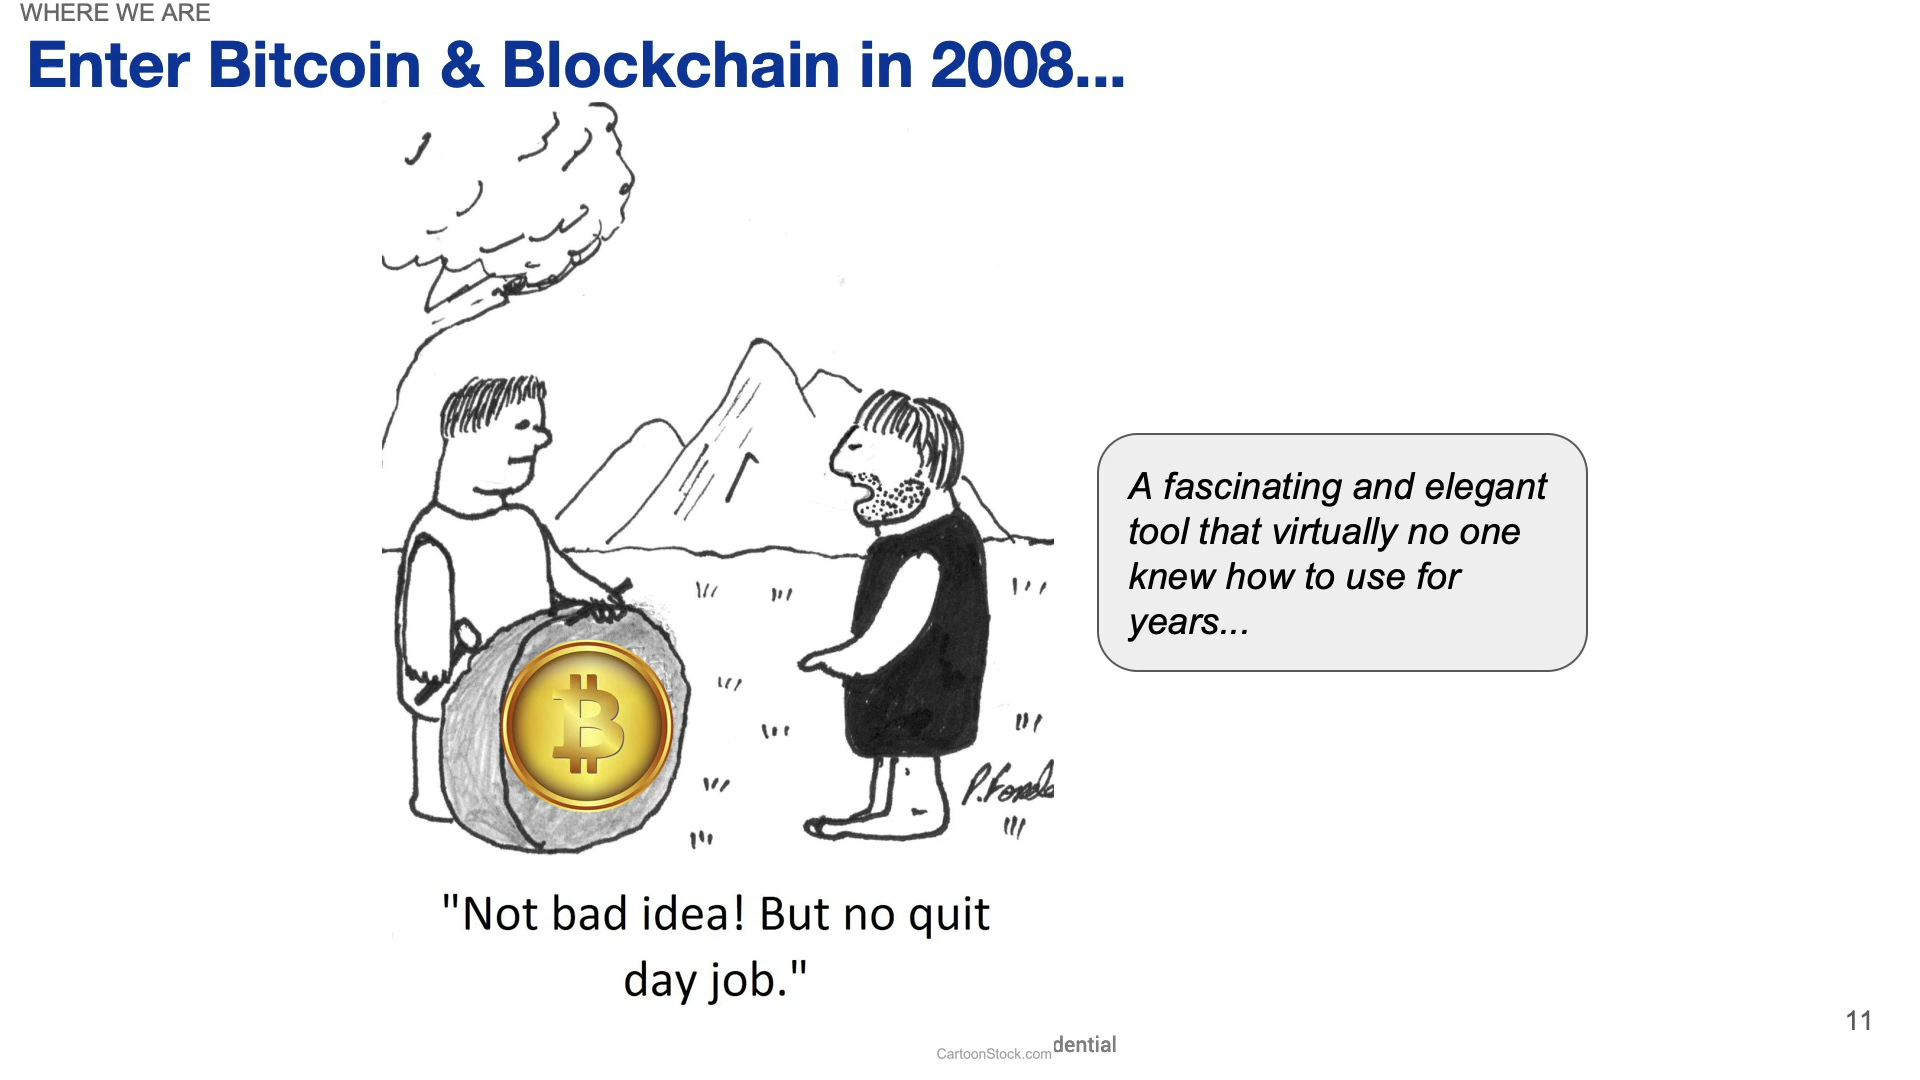 WHERE WE ARE
Enter Bitcoin & Blockchain in 2008...
A fascinating and elegant
tool that virtually no one
knew how to use for
years...
"Not bad idea! But no quit
day job."
11
dential
CartoonStock.com